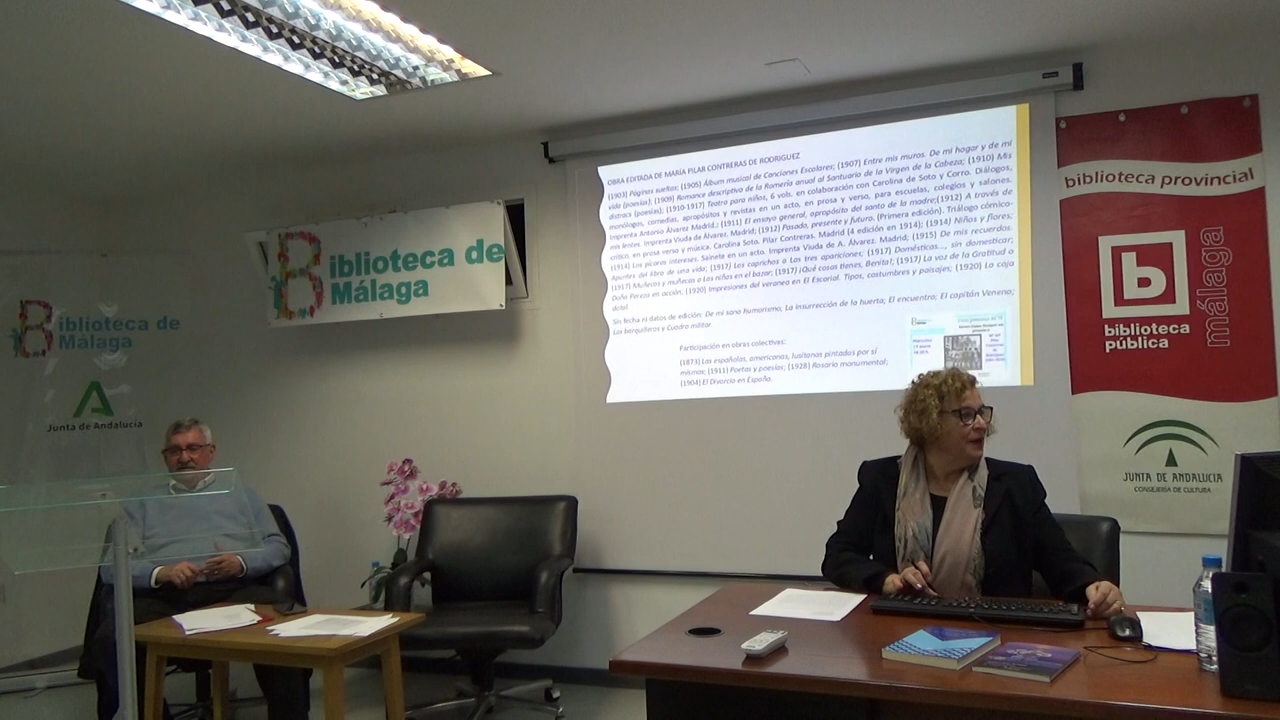 Biblioteca de
Málaga
Junta de Andalucía
Biblioteca de
Málaga
OBRA EDITADA DE MARÍA PILAR CONTRERAS DE RODRIGUEZ
(1903) Páginas sueltas; (1905) Álbum musical de Canciones Escolares; (1907) Entre mis muros. De mi hogar y de mi
vida (poesías); (1909) Romance descriptivo de la Romería anual al Santuario de la Virgen de la Cabeza; (1910) Mis
distracs (poesías); (1910-1917) Teatro para niños, 6 vols. en colaboración con Carolina de Soto y Corro. Diálogos,
monólogos, comedias, apropósitos y revistas en un acto, en prosa y verso, para escuelas, colegios y salones.
Imprenta Antonio Álvarez Madrid.; (1911) El ensayo general, apropósito del santo de la madre;(1912) A través de
mis lentes. Imprenta Viuda de Álvarez. Madrid; (1912) Pasado, presente y futuro. (Primera edición). Triálogo cómico-
crítico, en prosa verso y música. Carolina Soto. Pilar Contreras. Madrid (4 edición en 1914); (1914) Niños y flores;
(1914) Los pícaros intereses. Sainete en un acto. Imprenta Viuda de A. Álvarez. Madrid; (1915) De mis recuerdos.
Apuntes del libro de una vida; (1917) Los caprichos o Las tres apariciones; (1917) Domésticas..., sin domesticar;
(1917) Muñecos y muñecas o Los niños en el bazar; (1917) ¡Qué cosas tienes, Benita!; (1917) La voz de la Gratitud o
Doña Pereza en acción; (1920) Impresiones del veraneo en El Escorial. Tipos, costumbres y paisajes; (1920) La caja
dotal.
Sin fecha ni datos de edición: De mi sano humorismo; La insurrección de la huerta; El encuentro; El capitán Veneno;
Los barquilleros y Cuadro militar
Participación en obras colectivas:
(1873) Las españolas, americanas, lusitanas pintadas por sí
mismas; (1911) Poetas y poesías; (1928) Rosario monumental;
(1904) El Divorcio en España.
biblioteca provincial
b
málaga
biblioteca
pública
JUNTA DE ANDALUCIA
CONSEJERÍA DE CULTURA